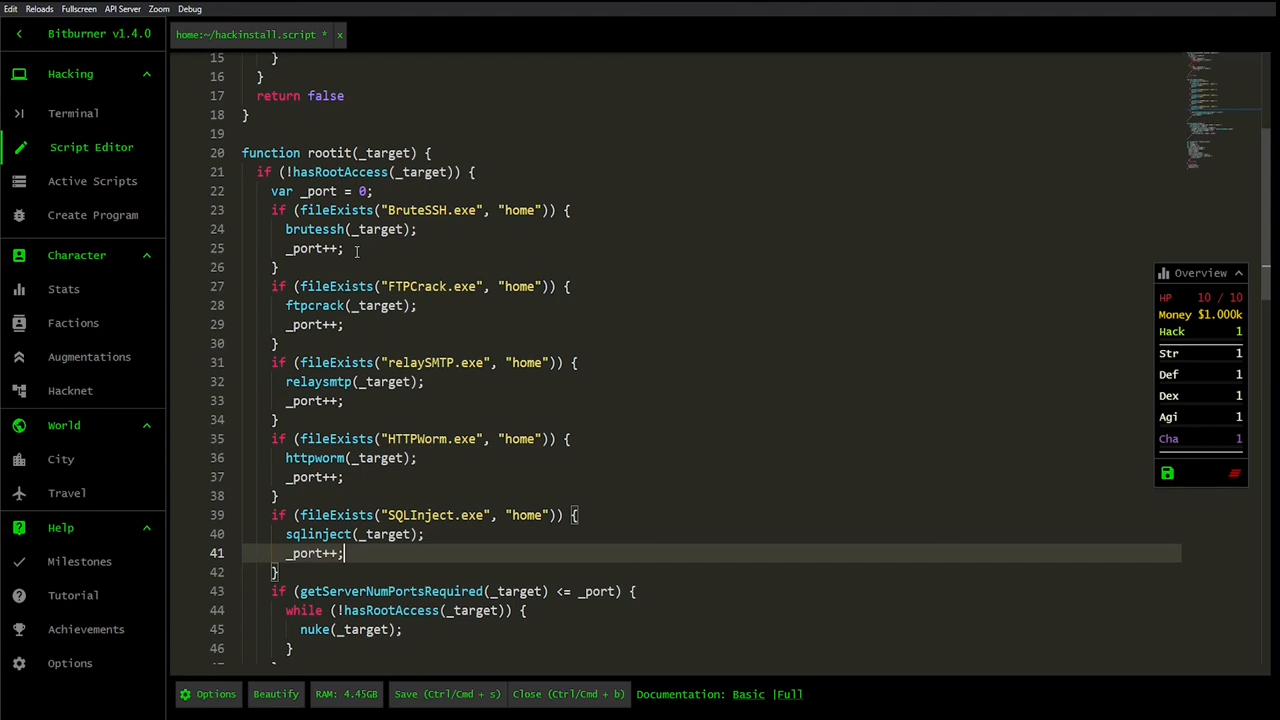 Edit Reloads Fullscreen API Server Zoom Debug
Bitburner v1.4.0
Hacking
Terminal
Script Editor
Active Scripts
Create Program
Character
Stats
Factions
Augmentations
Hacknet
World
City
Travel
Help
Milestones
Tutorial
Achievements
Options
home:~/hackinstall.script * x
15 }
16 }
17 return false
18 }
19
20 function rootit(_target) {
21 if (!hasRootAccess(_target)) {
22 var _port = 0;
23 if (fileExists("BruteSSH.exe", "home")) {
24 brutessh(_target);
25 _port++;
26 }
27 if (fileExists("FTPCrack.exe", "home")) {
28 ftpcrack(_target);
29 _port++;
30 }
31 if (fileExists("relaySMTP.exe", "home")) {
32 relaysmtp(_target);
33 _port++;
34 }
35 if (fileExists("HTTPWorm.exe", "home")) {
36 httpworm(_target);
37 _port++;
38 }
39 if (fileExists("SQLInject.exe", "home")) {
40 sqlinject(_target);
41 _port++;
42 }
43 if (getServerNumPortsRequired(_target) <= _port) {
44 while (!hasRootAccess(_target)) {
45 nuke(_target);
46 }
Overview
HP 10 / 10
Money $1.000k
Hack 1
Str 1
Def 1
Dex 1
Agi 1
Cha 1
Options Beautify RAM: 4.45GB Save (Ctrl/Cmd + s) Close (Ctrl/Cmd + b) Documentation: Basic |Full